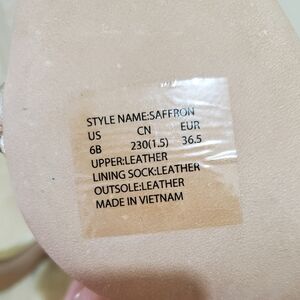 STYLE NAME:SAFFRON
US CN EUR
6B 230(1.5) 36.5
UPPER:LEATHER
LINING SOCK:LEATHER
OUTSOLE:LEATHER
MADE IN VIETNAM